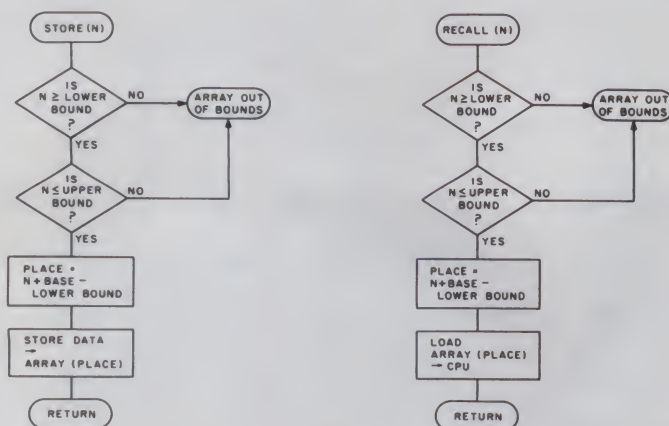 STORE (N)
IS
N ≥ LOWER
BOUND
?
NO
ARRAY OUT
OF BOUNDS
YES
IS
N ≤ UPPER
BOUND
?
NO
YES
PLACE =
N+BASE –
LOWER BOUND
STORE DATA
→
ARRAY (PLACE)
RETURN
RECALL (N)
IS
N ≥ LOWER
BOUND
?
NO
ARRAY OUT
OF BOUNDS
YES
IS
N ≤ UPPER
BOUND
?
NO
YES
PLACE =
N+BASE –
LOWER BOUND
LOAD
ARRAY (PLACE)
→ CPU
RETURN